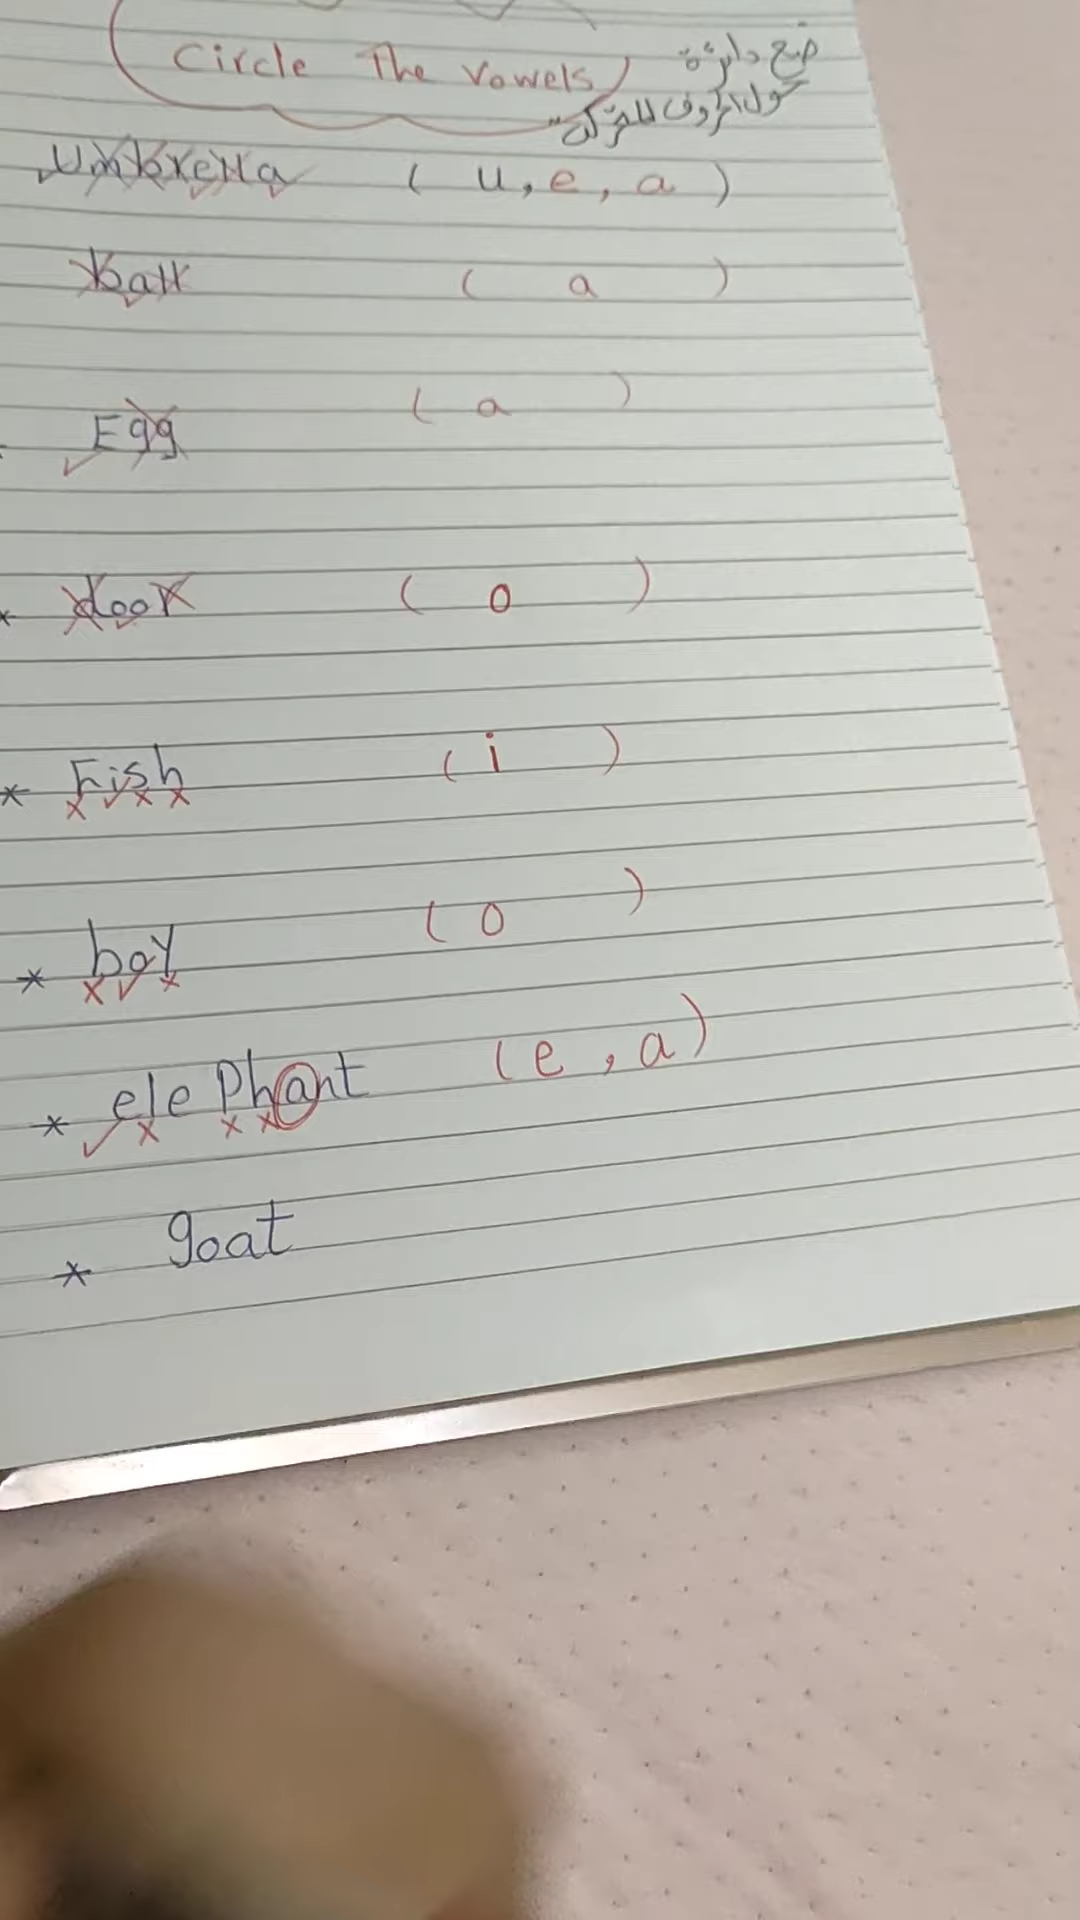 Circle The Vowels ضع دائرة
حول الحروف المتحركة
Umbrella ( u, e, a )
ball ( a )
Egg ( a )
* door ( o )
* Fish ( i )
* boy ( o )
* elephant ( e , a )
* goat